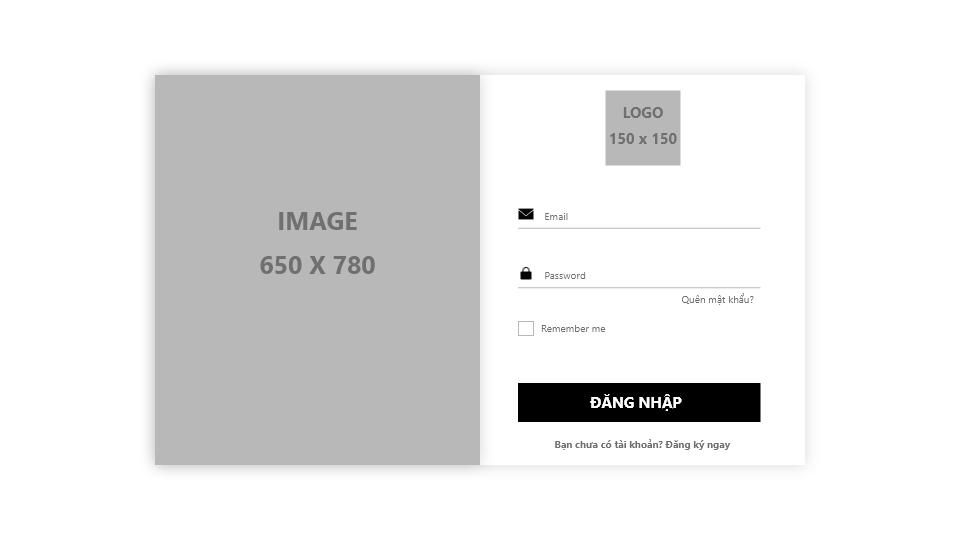 IMAGE
650 X 780
LOGO
150 x 150
Email
Password
Quên mật khẩu?
Remember me
ĐĂNG NHẬP
Bạn chưa có tài khoản? Đăng ký ngay